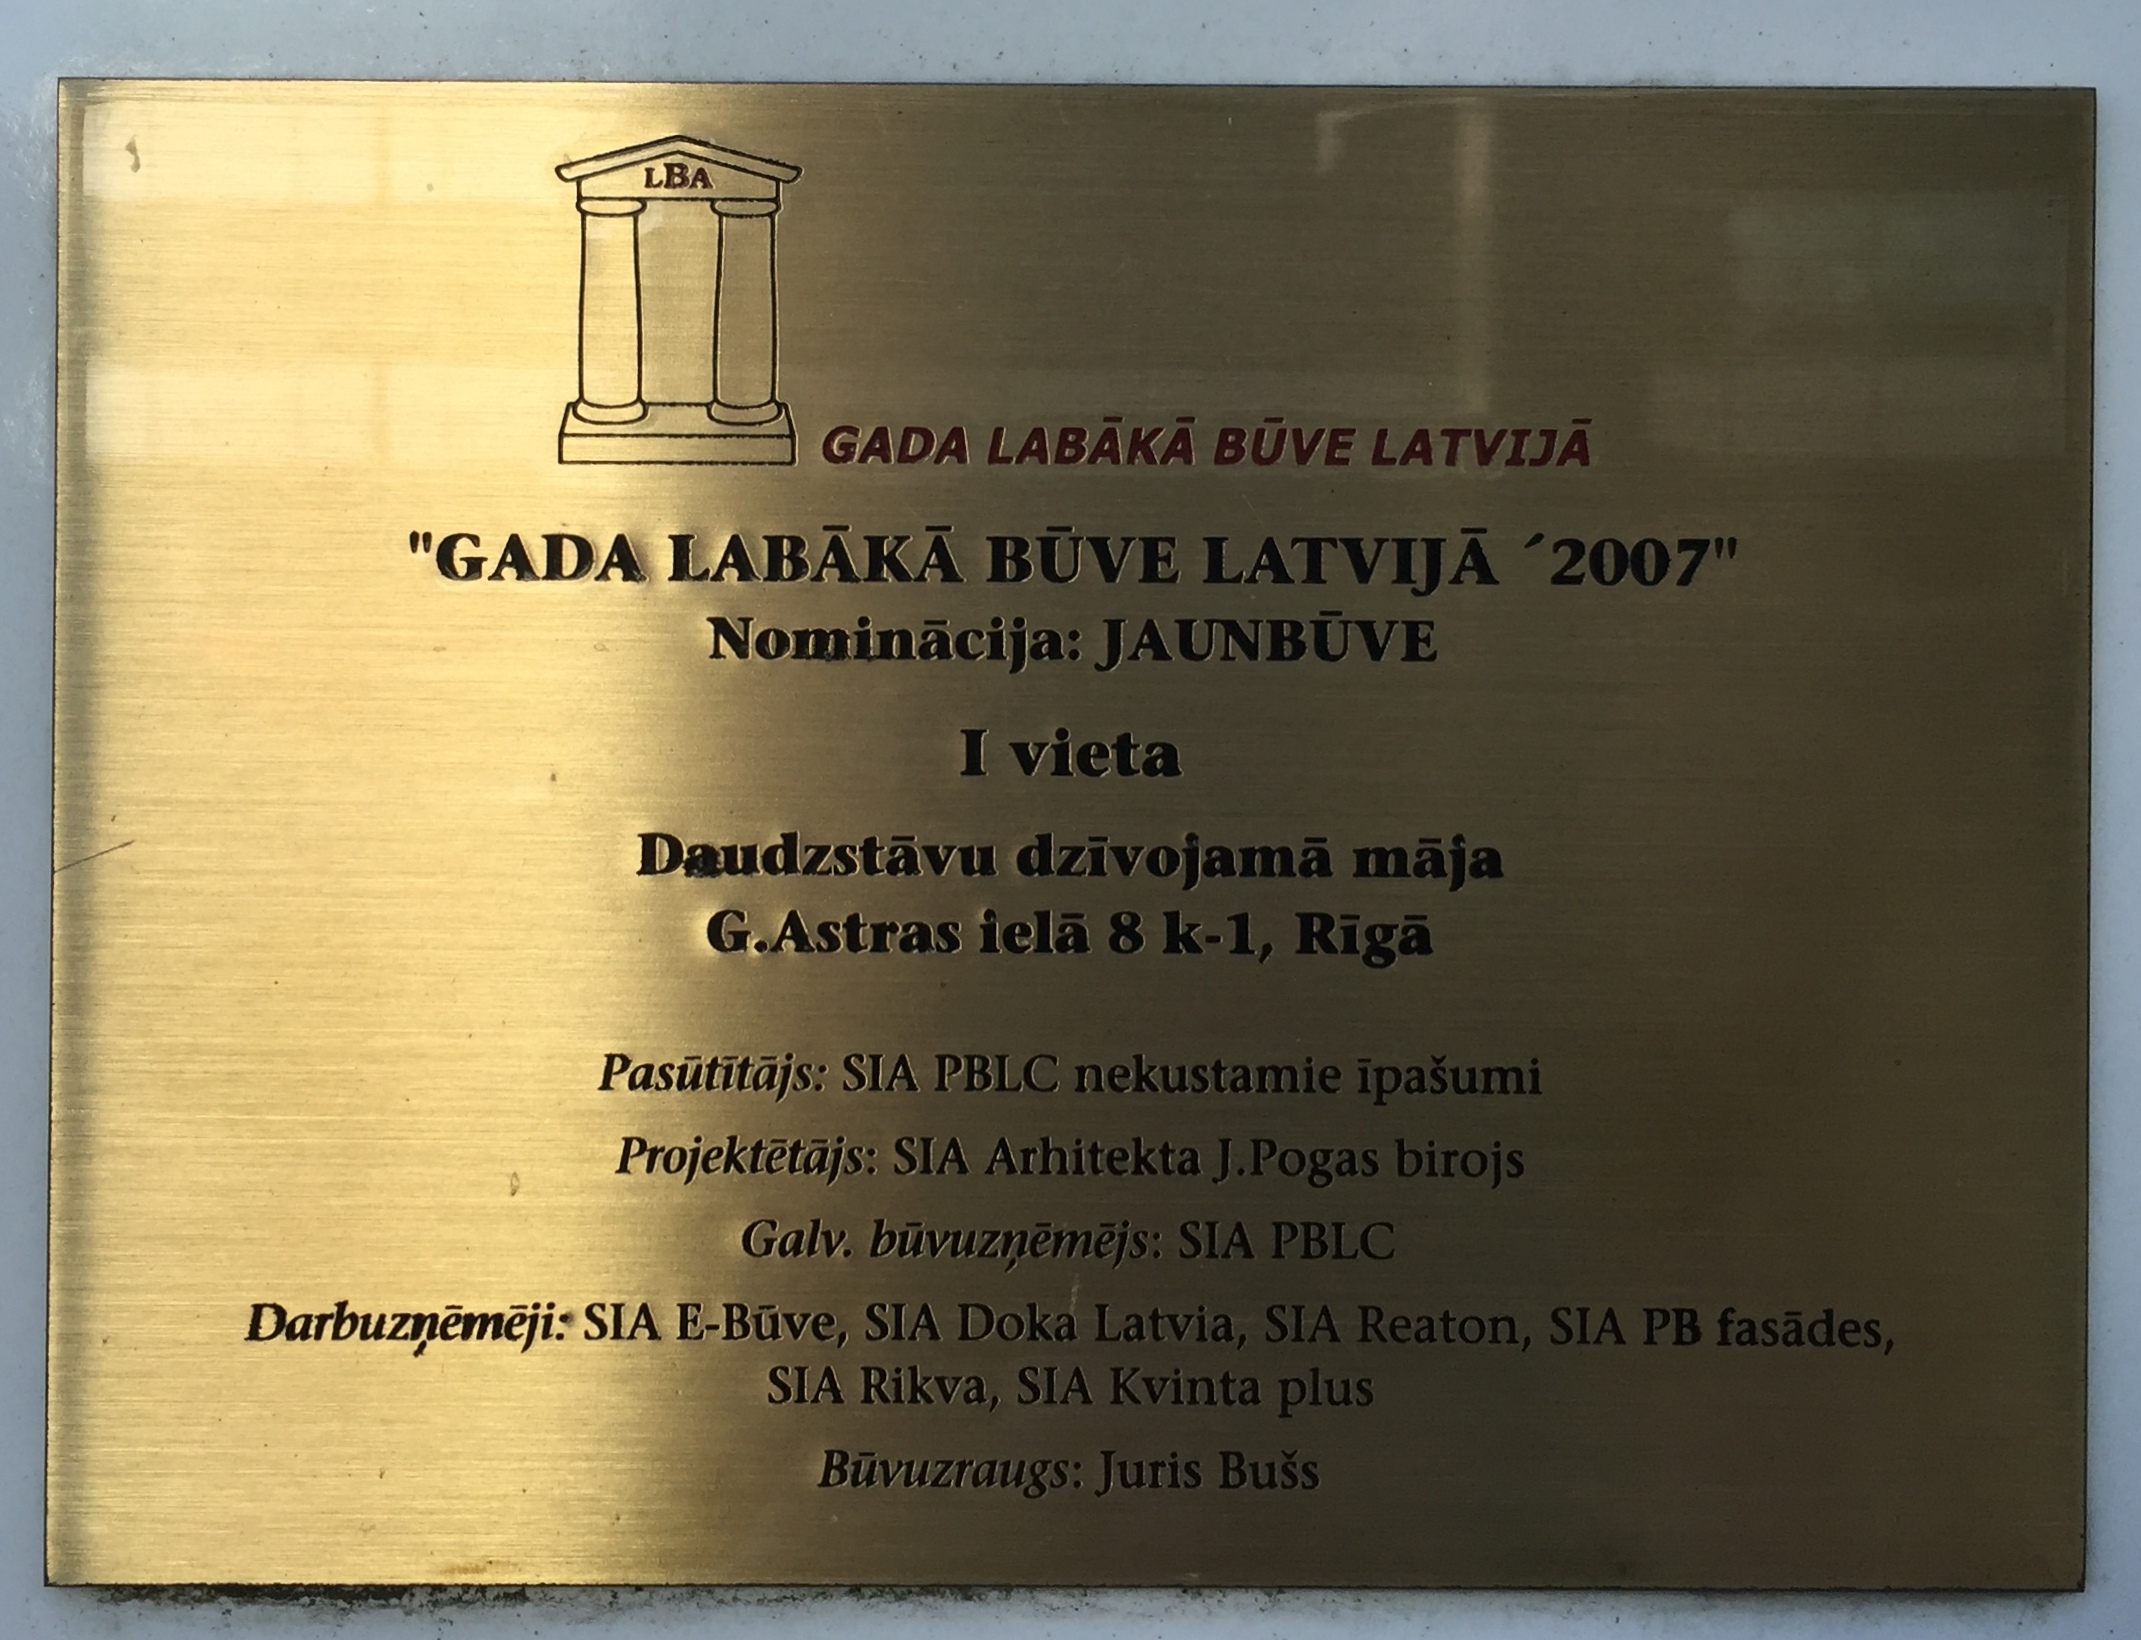 LBA
GADA LABĀKĀ BŪVE LATVIJĀ
"GADA LABĀKĀ BŪVE LATVIJĀ ´2007"
Nominācija: JAUNBŪVE
I vieta
Daudzstāvu dzīvojamā māja
G.Astras ielā 8 k-1, Rīgā
Pasūtītājs: SIA PBLC nekustamie īpašumi
Projektētājs: SIA Arhitekta J.Pogas birojs
Galv. būvuzņēmējs: SIA PBLC
Darbuzņēmēji: SIA E-Būve, SIA Doka Latvia, SIA Reaton, SIA PB fasādes,
SIA Rikva, SIA Kvinta plus
Būvuzraugs: Juris Bušs